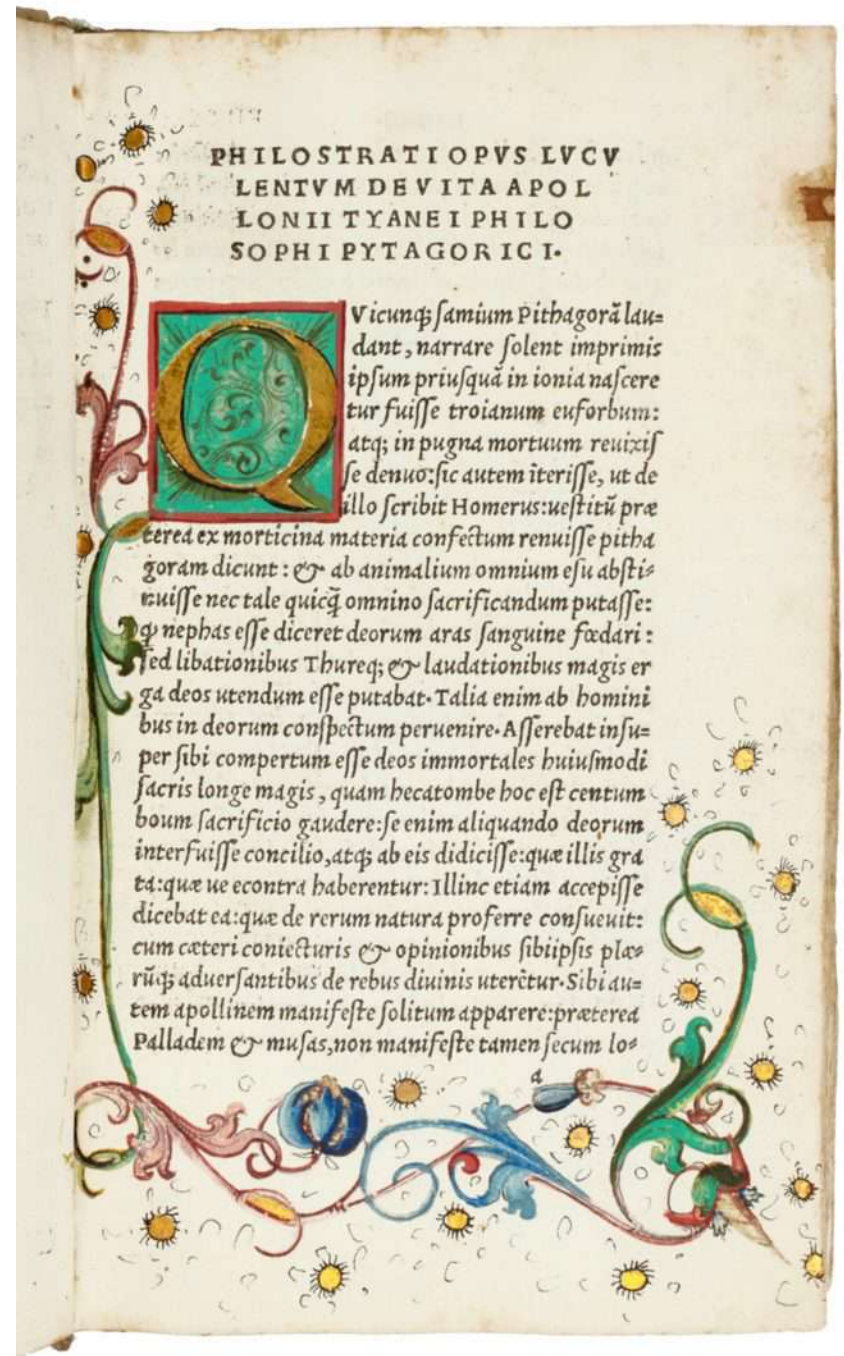 PHILOSTRATI OPVS LVCV
LENTVM DE VITA APOL
LONII TYANEI PHILO
SOPHI PYTAGORICI.
QVicunq; ſamium Pithagorã lau=
dant, narrare ſolent imprimis
ipſum priuſquã in ionia naſcere
tur fuiſſe troianum euforbum:
atq; in pugna mortuum reuixiſ
ſe denuo:ſic autem ĩteriſſe, ut de
illo ſcribit Homerus:ueſtitũ præ
terea ex morticina materia confectum renuiſſe pitha
goram dicunt: & ab animalium omnium eſu abſti=
nuiſſe nec tale quicq̃ omnino ſacrificandum putaſſe:
ꝙ nephas eſſe diceret deorum aras ſanguine fœdari:
ſed libationibus Thureq; & laudationibus magis er
ga deos utendum eſſe putabat. Talia enim ab homini
bus in deorum conſpectum peruenire. Aſſerebat inſu=
per ſibi compertum eſſe deos immortales huiuſmodi
ſacris longe magis, quam hecatombe hoc eſt centum
boum ſacrificio gaudere:ſe enim aliquando deorum
interfuiſſe concilio,atq; ab eis didiciſſe:quæ illis gra
ta:quæ ue econtra haberentur: Illinc etiam accepiſſe
dicebat ea:quæ de rerum natura proferre conſueuit:
cum cæteri coniecturis & opinionibus ſibiipſis plæ=
rũq; aduerſantibus de rebus diuinis uterẽtur. Sibi au=
tem apollinem manifeſte ſolitum apparere:præterea
Palladem & muſas,non manifeſte tamen ſecum lo=
a